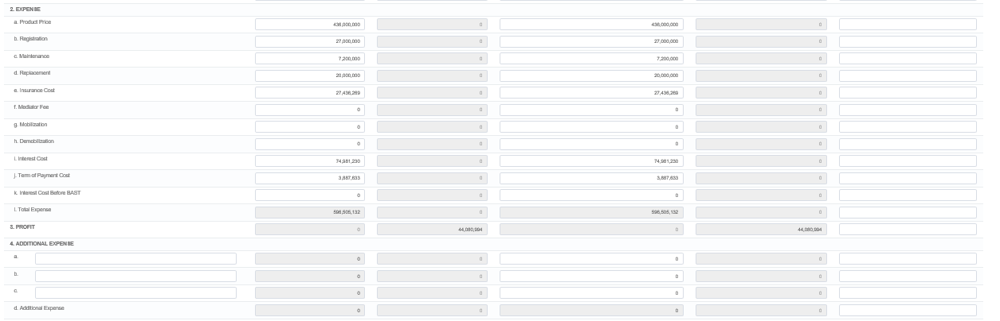 2. EXPENSE
a. Product Price 436,000,000 0 436,000,000 0
b. Registration 27,000,000 0 27,000,000 0
c. Maintenance 7,200,000 0 7,200,000 0
d. Replacement 20,000,000 0 20,000,000 0
e. Insurance Cost 27,436,269 0 27,436,269 0
f. Mediator Fee 0 0 0 0
g. Mobilization 0 0 0 0
h. Demobilization 0 0 0 0
i. Interest Cost 74,981,230 0 74,981,230 0
j. Term of Payment Cost 3,887,633 0 3,887,633 0
k. Interest Cost Before BAST 0 0 0 0
l. Total Expense 596,505,132 0 596,505,132 0
3. PROFIT 0 44,080,994 0 44,080,994
4. ADDITIONAL EXPENSE
a. 0 0 0 0
b. 0 0 0 0
c. 0 0 0 0
d. Additional Expense 0 0 0 0